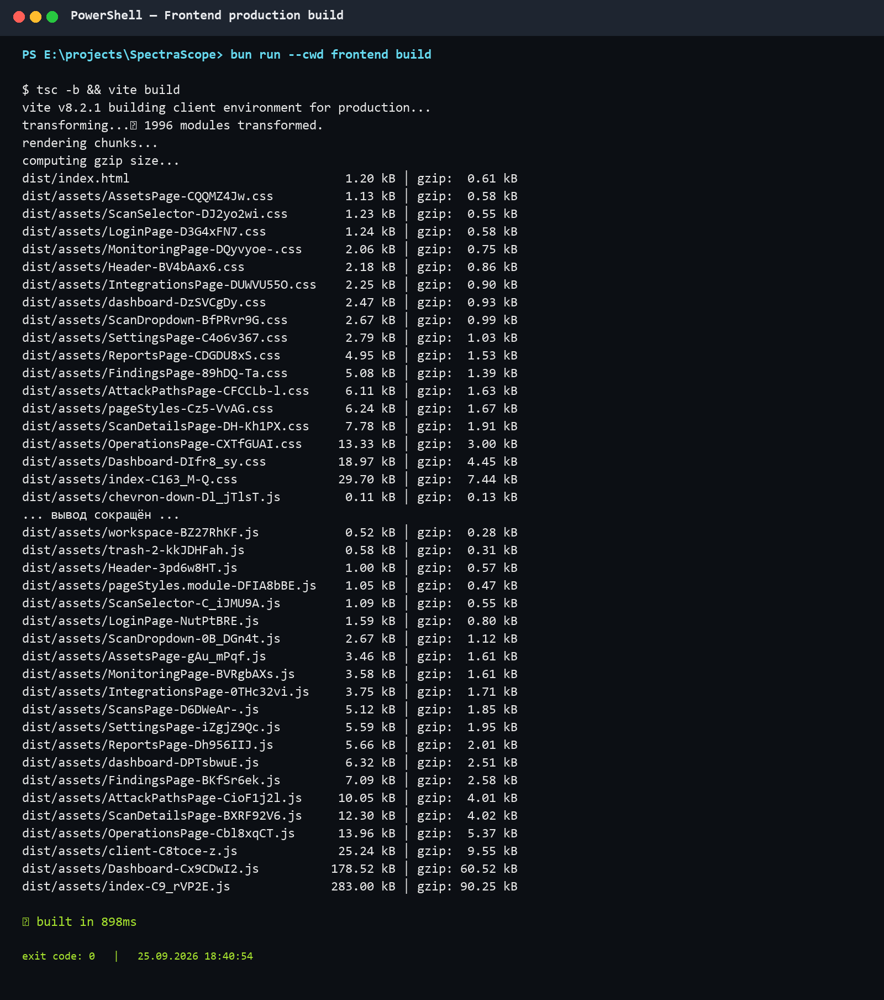 PowerShell — Frontend production build
PS E:\projects\SpectraScope> bun run --cwd frontend build
$ tsc -b && vite build
vite v8.2.1 building client environment for production...
transforming... 1996 modules transformed.
rendering chunks...
computing gzip size...
dist/index.html 1.20 kB │ gzip: 0.61 kB
dist/assets/AssetsPage-CQQMZ4Jw.css 1.13 kB │ gzip: 0.58 kB
dist/assets/ScanSelector-DJ2yo2wi.css 1.23 kB │ gzip: 0.55 kB
dist/assets/LoginPage-D3G4xFN7.css 1.24 kB │ gzip: 0.58 kB
dist/assets/MonitoringPage-DQyvyoe-.css 2.06 kB │ gzip: 0.75 kB
dist/assets/Header-BV4bAax6.css 2.18 kB │ gzip: 0.86 kB
dist/assets/IntegrationsPage-DUWVU55O.css 2.25 kB │ gzip: 0.90 kB
dist/assets/dashboard-DzSVCgDy.css 2.47 kB │ gzip: 0.93 kB
dist/assets/ScanDropdown-BfPRvr9G.css 2.67 kB │ gzip: 0.99 kB
dist/assets/SettingsPage-C4o6v367.css 2.79 kB │ gzip: 1.03 kB
dist/assets/ReportsPage-CDGDU8xS.css 4.95 kB │ gzip: 1.53 kB
dist/assets/FindingsPage-89hDQ-Ta.css 5.08 kB │ gzip: 1.39 kB
dist/assets/AttackPathsPage-CFCCLb-l.css 6.11 kB │ gzip: 1.63 kB
dist/assets/pageStyles-Cz5-VvAG.css 6.24 kB │ gzip: 1.67 kB
dist/assets/ScanDetailsPage-DH-Kh1PX.css 7.78 kB │ gzip: 1.91 kB
dist/assets/OperationsPage-CXTfGUAI.css 13.33 kB │ gzip: 3.00 kB
dist/assets/Dashboard-DIfr8_sy.css 18.97 kB │ gzip: 4.45 kB
dist/assets/index-C163_M-Q.css 29.70 kB │ gzip: 7.44 kB
dist/assets/chevron-down-Dl_jTlsT.js 0.11 kB │ gzip: 0.13 kB
... вывод сокращён ...
dist/assets/workspace-BZ27RhKF.js 0.52 kB │ gzip: 0.28 kB
dist/assets/trash-2-kkJDHFah.js 0.58 kB │ gzip: 0.31 kB
dist/assets/Header-3pd6w8HT.js 1.00 kB │ gzip: 0.57 kB
dist/assets/pageStyles.module-DFIA8bBE.js 1.05 kB │ gzip: 0.47 kB
dist/assets/ScanSelector-C_iJMU9A.js 1.09 kB │ gzip: 0.55 kB
dist/assets/LoginPage-NutPtBRE.js 1.59 kB │ gzip: 0.80 kB
dist/assets/ScanDropdown-0B_DGn4t.js 2.67 kB │ gzip: 1.12 kB
dist/assets/AssetsPage-gAu_mPqf.js 3.46 kB │ gzip: 1.61 kB
dist/assets/MonitoringPage-BVRgbAXs.js 3.58 kB │ gzip: 1.61 kB
dist/assets/IntegrationsPage-0THc32vi.js 3.75 kB │ gzip: 1.71 kB
dist/assets/ScansPage-D6DWeAr-.js 5.12 kB │ gzip: 1.85 kB
dist/assets/SettingsPage-iZgjZ9Qc.js 5.59 kB │ gzip: 1.95 kB
dist/assets/ReportsPage-Dh956IIJ.js 5.66 kB │ gzip: 2.01 kB
dist/assets/dashboard-DPTsbwuE.js 6.32 kB │ gzip: 2.51 kB
dist/assets/FindingsPage-BKfSr6ek.js 7.09 kB │ gzip: 2.58 kB
dist/assets/AttackPathsPage-CioF1j2l.js 10.05 kB │ gzip: 4.01 kB
dist/assets/ScanDetailsPage-BXRF92V6.js 12.30 kB │ gzip: 4.02 kB
dist/assets/OperationsPage-Cbl8xqCT.js 13.96 kB │ gzip: 5.37 kB
dist/assets/client-C8toce-z.js 25.24 kB │ gzip: 9.55 kB
dist/assets/Dashboard-Cx9CDwI2.js 178.52 kB │ gzip: 60.52 kB
dist/assets/index-C9_rVP2E.js 283.00 kB │ gzip: 90.25 kB
built in 898ms
exit code: 0 | 25.09.2026 18:40:54